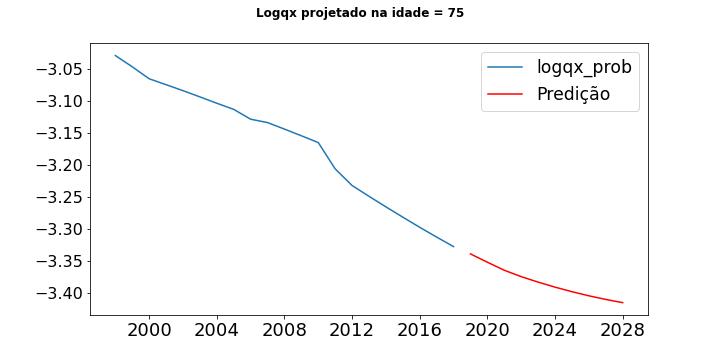 Logqx projetado na idade = 75
logqx_prob
Predição
−3.05
−3.10
−3.15
−3.20
−3.25
−3.30
−3.35
−3.40
2000 2004 2008 2012 2016 2020 2024 2028